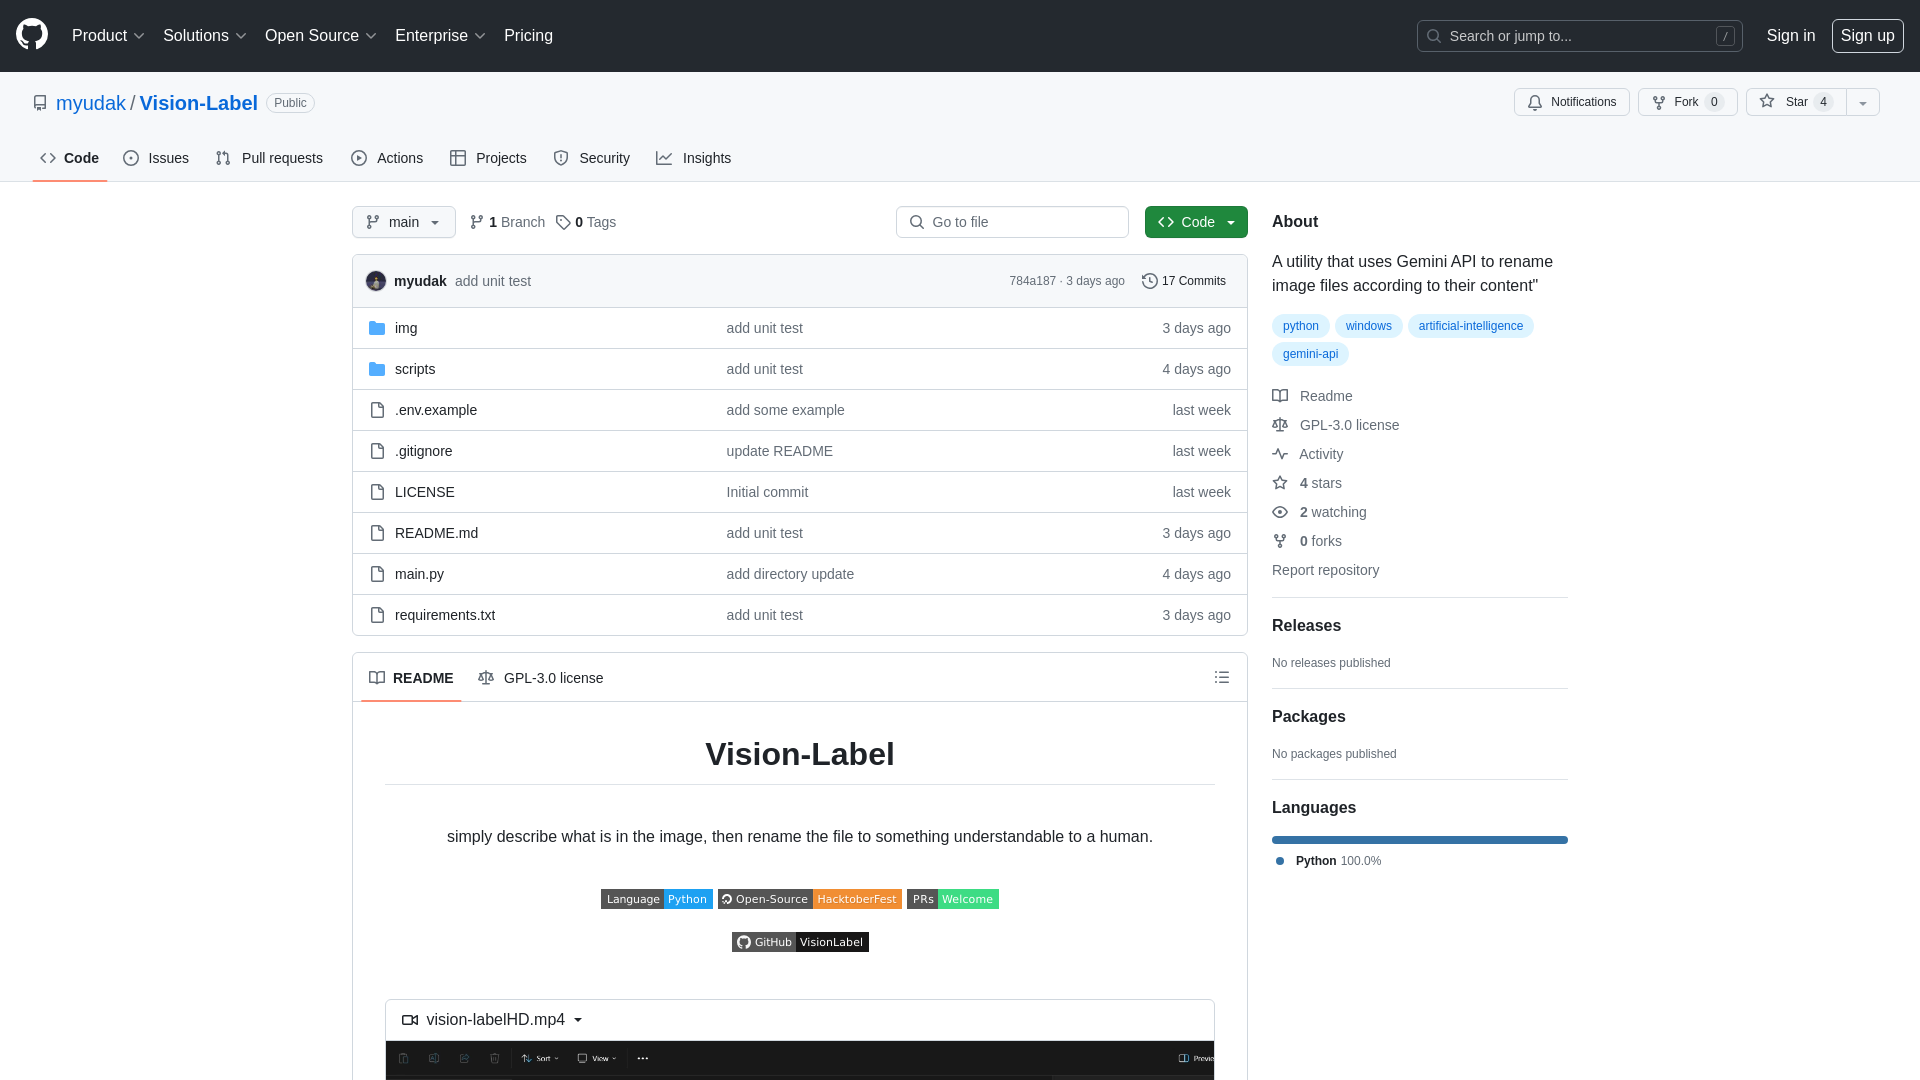 Product
Solutions
Open Source
Enterprise
Pricing
Search or jump to...
/
Sign in
Sign up
myudak / Vision-Label
Public
Notifications
Fork 0
Star 4
Code
Issues
Pull requests
Actions
Projects
Security
Insights
main
1 Branch
0 Tags
Go to file
Code
myudak add unit test
784a187 · 3 days ago
17 Commits
img add unit test 3 days ago
scripts add unit test 4 days ago
.env.example add some example last week
.gitignore update README last week
LICENSE Initial commit last week
README.md add unit test 3 days ago
main.py add directory update 4 days ago
requirements.txt add unit test 3 days ago
README
GPL-3.0 license
Vision-Label
simply describe what is in the image, then rename the file to something understandable to a human.
Language Python
Open-Source HacktoberFest
PRs Welcome
GitHub VisionLabel
vision-labelHD.mp4
Sort
View
Previe
About
A utility that uses Gemini API to rename
image files according to their content"
python
windows
artificial-intelligence
gemini-api
Readme
GPL-3.0 license
Activity
4 stars
2 watching
0 forks
Report repository
Releases
No releases published
Packages
No packages published
Languages
Python 100.0%